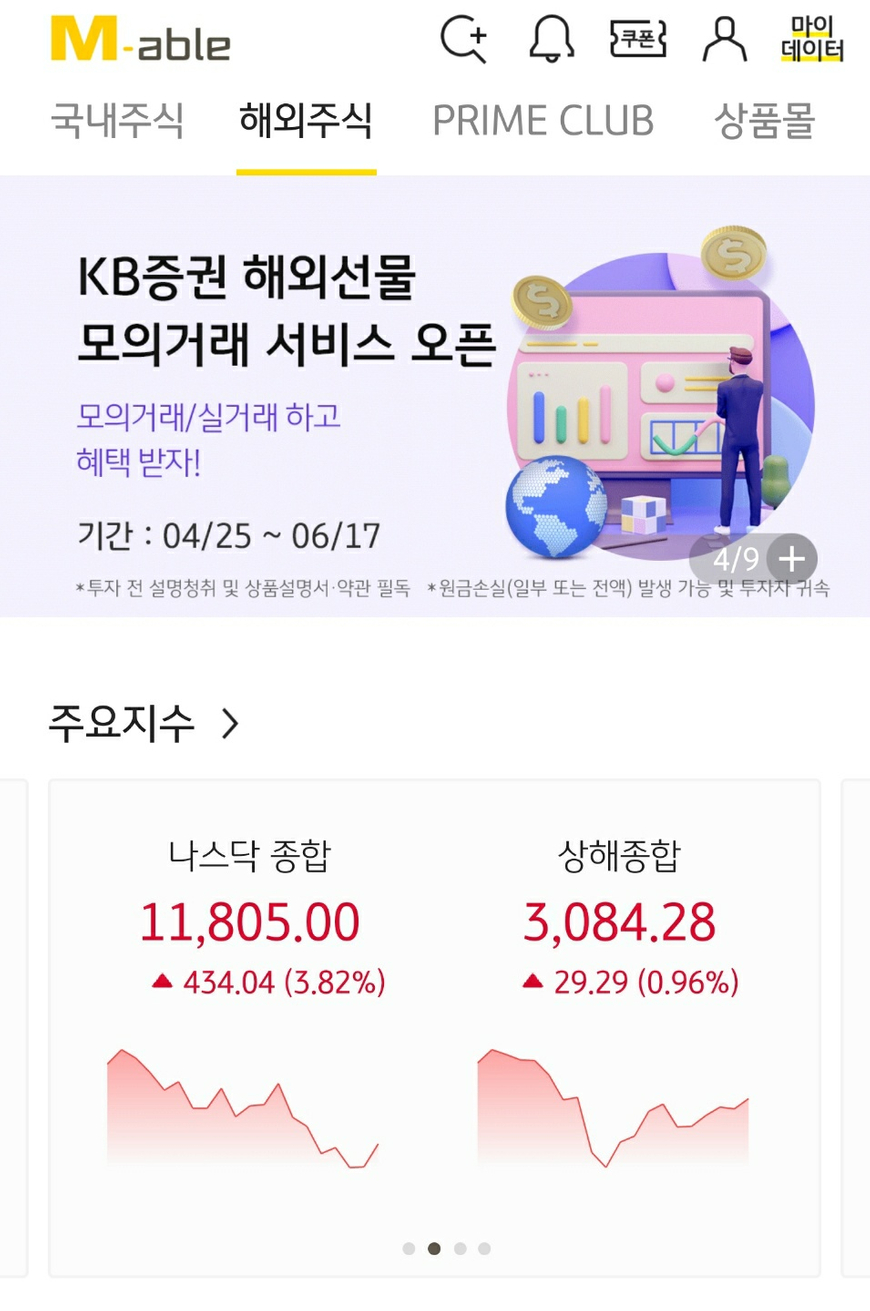 M-able
쿠폰
마이
데이터
국내주식 해외주식 PRIME CLUB 상품몰
KB증권 해외선물
모의거래 서비스 오픈
모의거래/실거래 하고
혜택 받자!
기간 : 04/25 ~ 06/17
4/9 +
*투자 전 설명청취 및 상품설명서·약관 필독 *원금손실(일부 또는 전액) 발생 가능 및 투자자 귀속
주요지수 >
나스닥 종합 상해종합
11,805.00 3,084.28
▲ 434.04 (3.82%) ▲ 29.29 (0.96%)